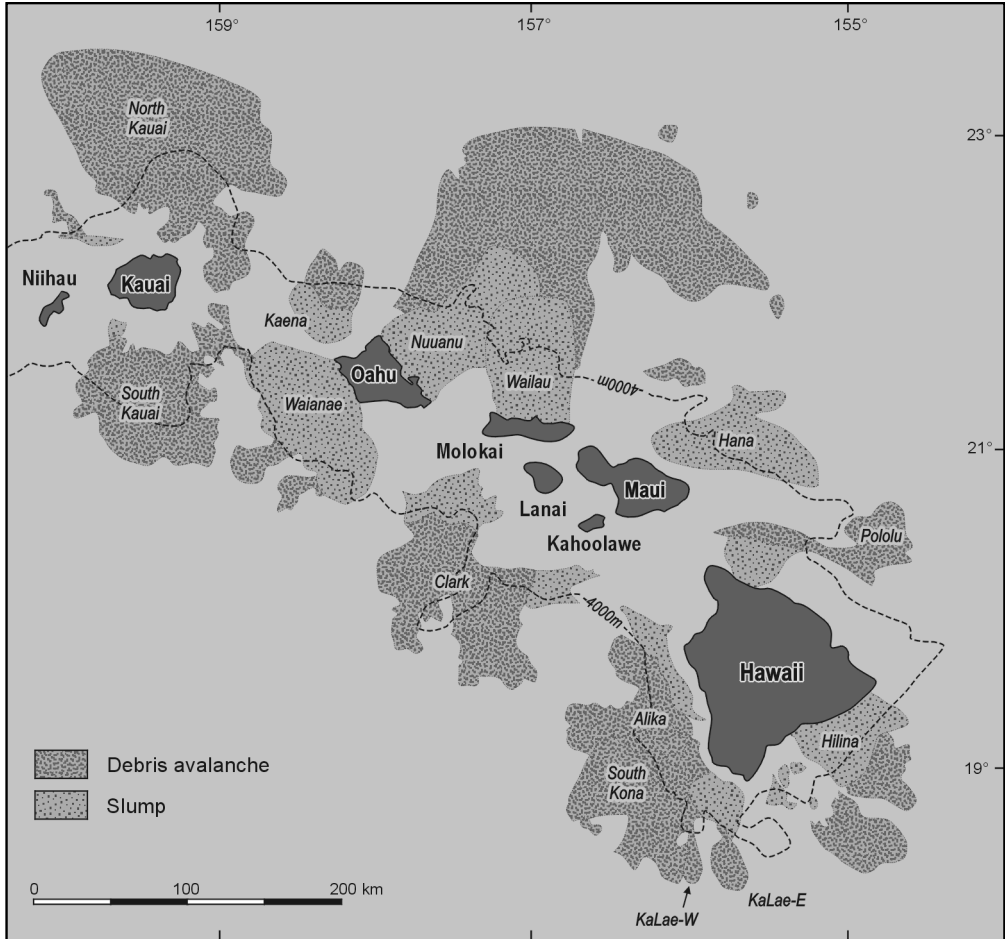 159°
157°
155°
North
Kauai
23°
Niihau
Kauai
Kaena
Nuuanu
Oahu
Wailau
4000m
South
Kauai
Waianae
Hana
Molokai
21°
Lanai
Maui
Kahoolawe
Pololu
Clark
4000m
Hawaii
Alika
Hilina
Debris avalanche
South
Kona
19°
Slump
0
100
200 km
KaLae-E
KaLae-W